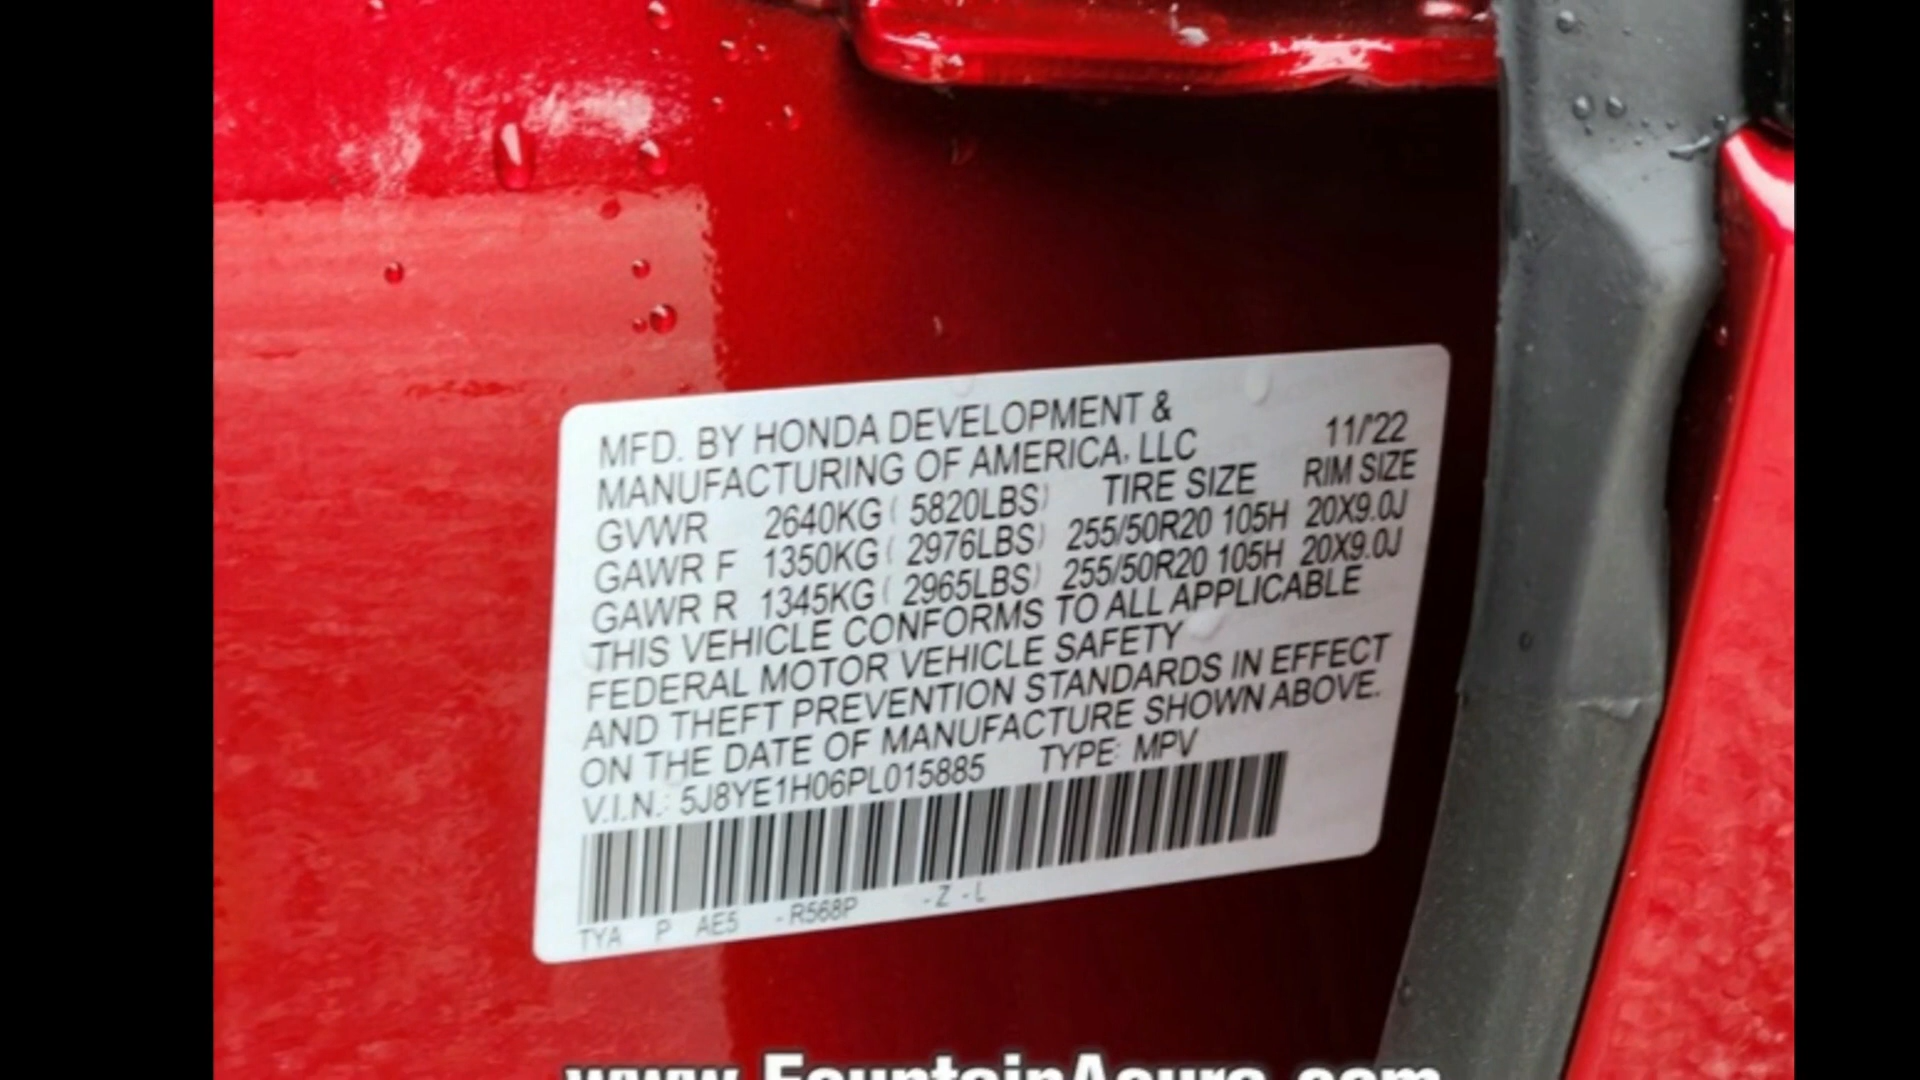 MFD. BY HONDA DEVELOPMENT &
MANUFACTURING OF AMERICA, LLC 11/'22
GVWR 2640KG ( 5820LBS) TIRE SIZE RIM SIZE
GAWR F 1350KG ( 2976LBS) 255/50R20 105H 20X9.0J
GAWR R 1345KG ( 2965LBS) 255/50R20 105H 20X9.0J
THIS VEHICLE CONFORMS TO ALL APPLICABLE
FEDERAL MOTOR VEHICLE SAFETY
AND THEFT PREVENTION STANDARDS IN EFFECT
ON THE DATE OF MANUFACTURE SHOWN ABOVE.
V.I.N.: 5J8YE1H06PL015885 TYPE: MPV
TYA P AE5 -R568P -Z -L
www.FountainAcura.com